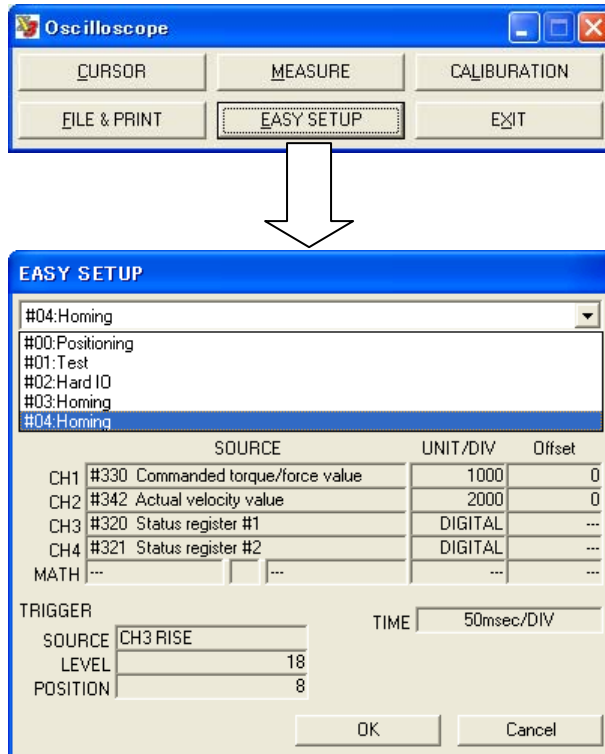 Oscilloscope
CURSOR MEASURE CALIBURATION
FILE & PRINT EASY SETUP EXIT
EASY SETUP
#04:Homing
#00:Positioning
#01:Test
#02:Hard IO
#03:Homing
#04:Homing
SOURCE UNIT/DIV Offset
CH1 #330 Commanded torque/force value 1000 0
CH2 #342 Actual velocity value 2000 0
CH3 #320 Status register #1 DIGITAL ---
CH4 #321 Status register #2 DIGITAL ---
MATH --- --- --- ---
TRIGGER
TIME 50msec/DIV
SOURCE CH3 RISE
LEVEL 18
POSITION 8
OK Cancel